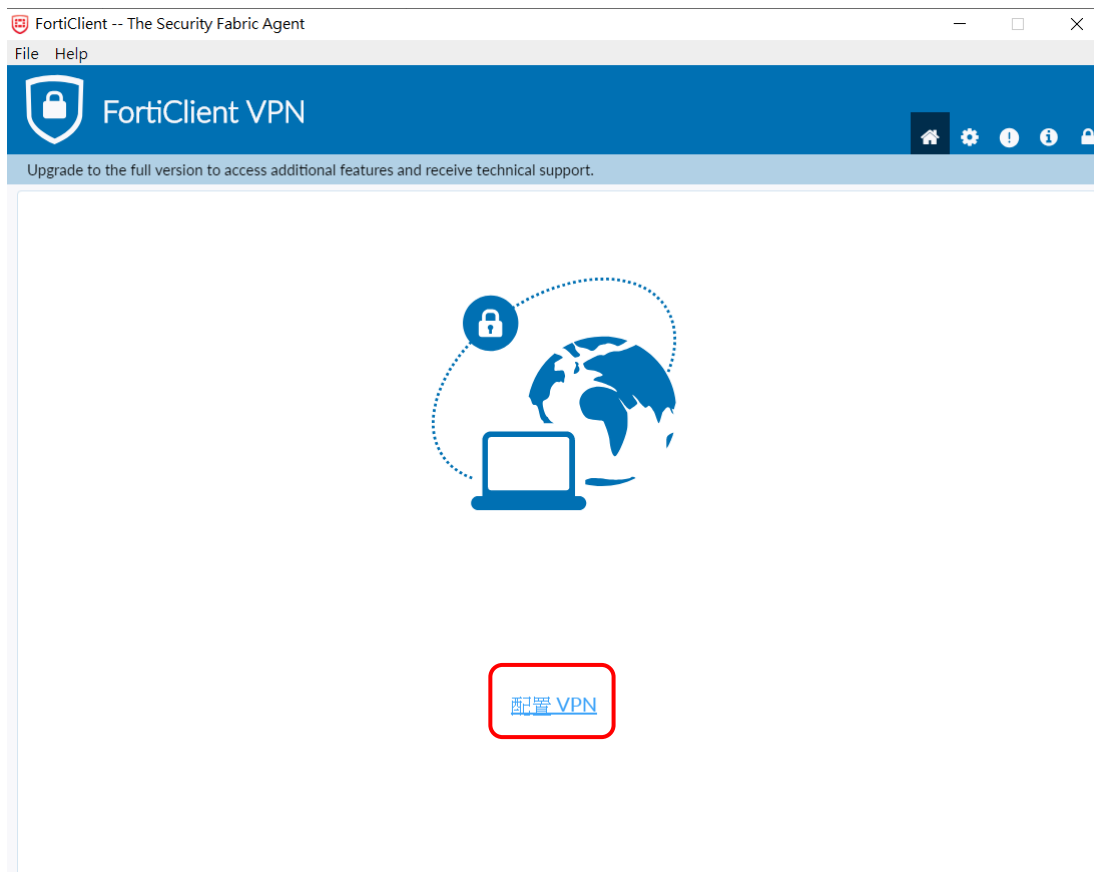 FortiClient -- The Security Fabric Agent
File Help
FortiClient VPN
Upgrade to the full version to access additional features and receive technical support.
配置 VPN